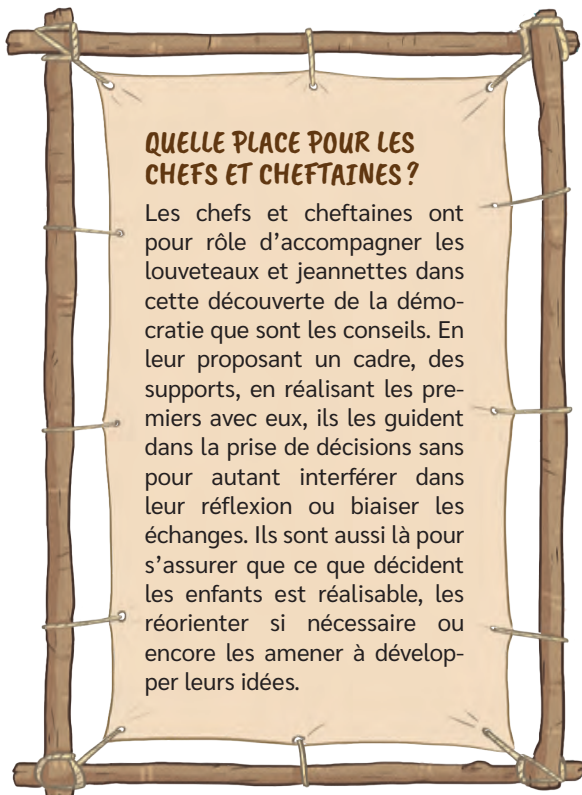 QUELLE PLACE POUR LES
CHEFS ET CHEFTAINES ?
Les chefs et cheftaines ont
pour rôle d’accompagner les
louveteaux et jeannettes dans
cette découverte de la démo-
cratie que sont les conseils. En
leur proposant un cadre, des
supports, en réalisant les pre-
miers avec eux, ils les guident
dans la prise de décisions sans
pour autant interférer dans
leur réflexion ou biaiser les
échanges. Ils sont aussi là pour
s’assurer que ce que décident
les enfants est réalisable, les
réorienter si nécessaire ou
encore les amener à dévelop-
per leurs idées.